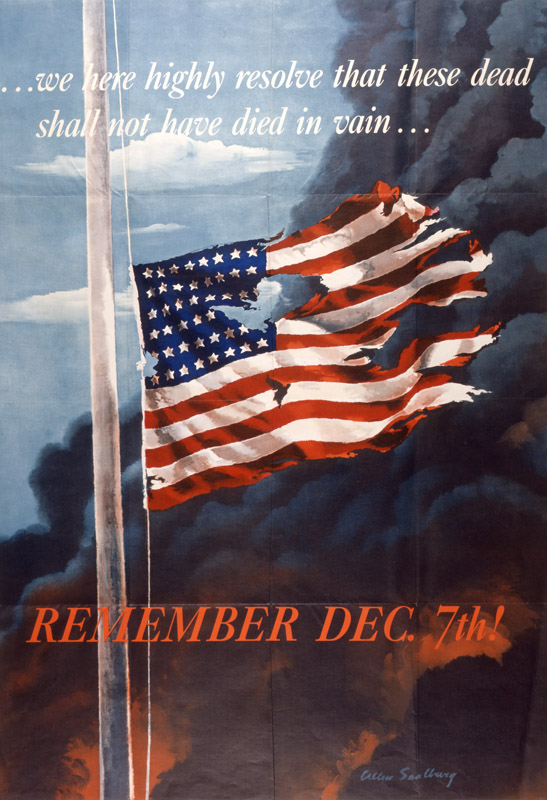 ...we here highly resolve that these dead
shall not have died in vain...
REMEMBER DEC. 7th!
Allen Saalburg